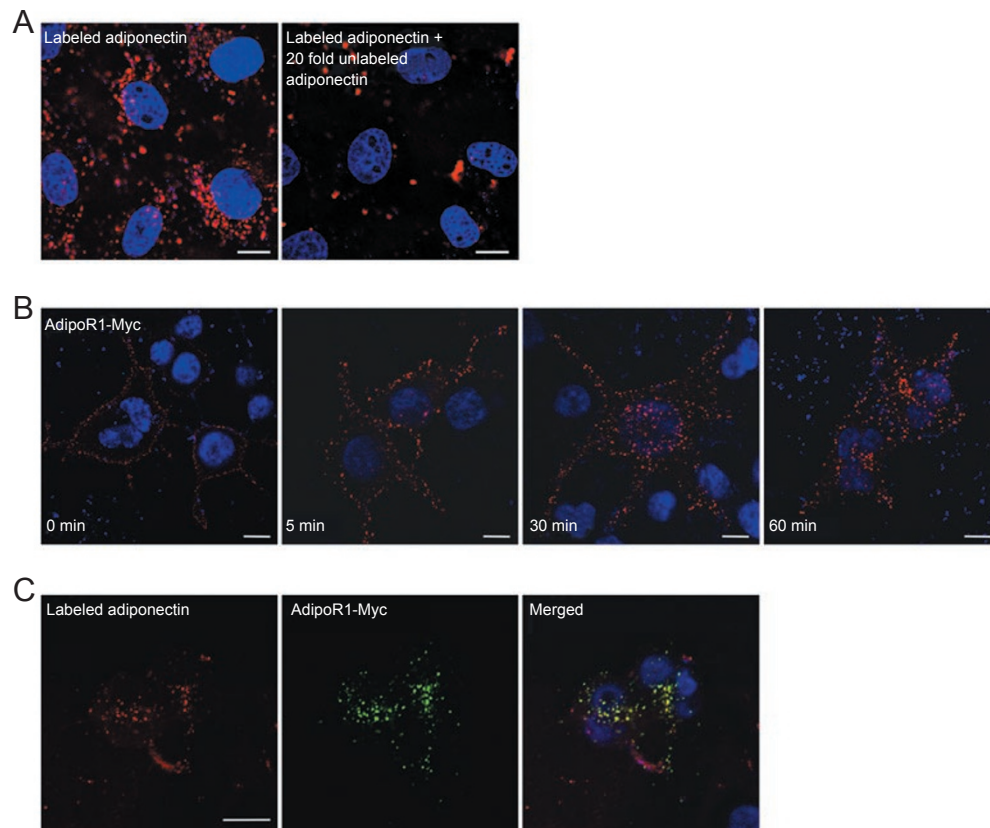 A
Labeled adiponectin
Labeled adiponectin +
20 fold unlabeled
adiponectin
B
AdipoR1-Myc
0 min
5 min
30 min
60 min
C
Labeled adiponectin
AdipoR1-Myc
Merged